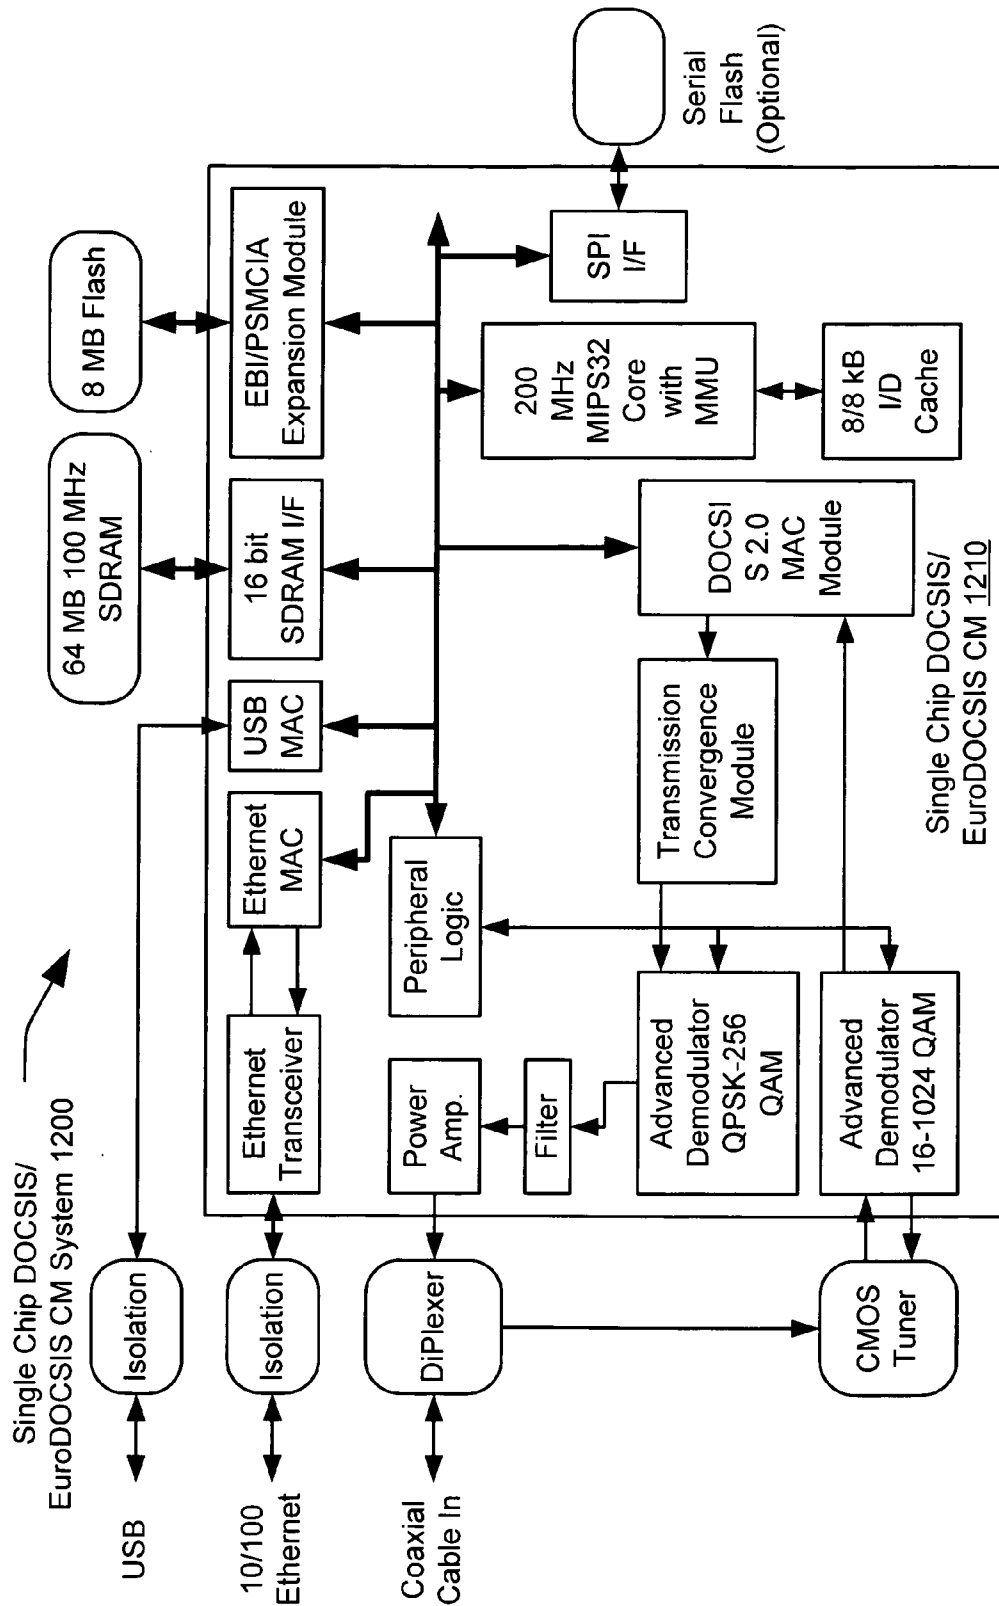 Single Chip DOCSIS/
EuroDOCSIS CM System 1200
USB
Isolation
10/100
Ethernet
Isolation
Coaxial
Cable In
DiPlexer
CMOS
Tuner
64 MB 100 MHz
SDRAM
8 MB Flash
Ethernet
Transceiver
Ethernet
MAC
USB
MAC
16 bit
SDRAM I/F
EBI/PSMCIA
Expansion Module
Power
Amp.
Filter
Peripheral
Logic
200
MHz
MIPS32
Core
with
MMU
8/8 kB
I/D
Cache
SPI
I/F
Serial
Flash
(Optional)
Advanced
Demodulator
QPSK-256
QAM
Transmission
Convergence
Module
DOCSI
S 2.0
MAC
Module
Advanced
Demodulator
16-1024 QAM
Single Chip DOCSIS/
EuroDOCSIS CM 1210